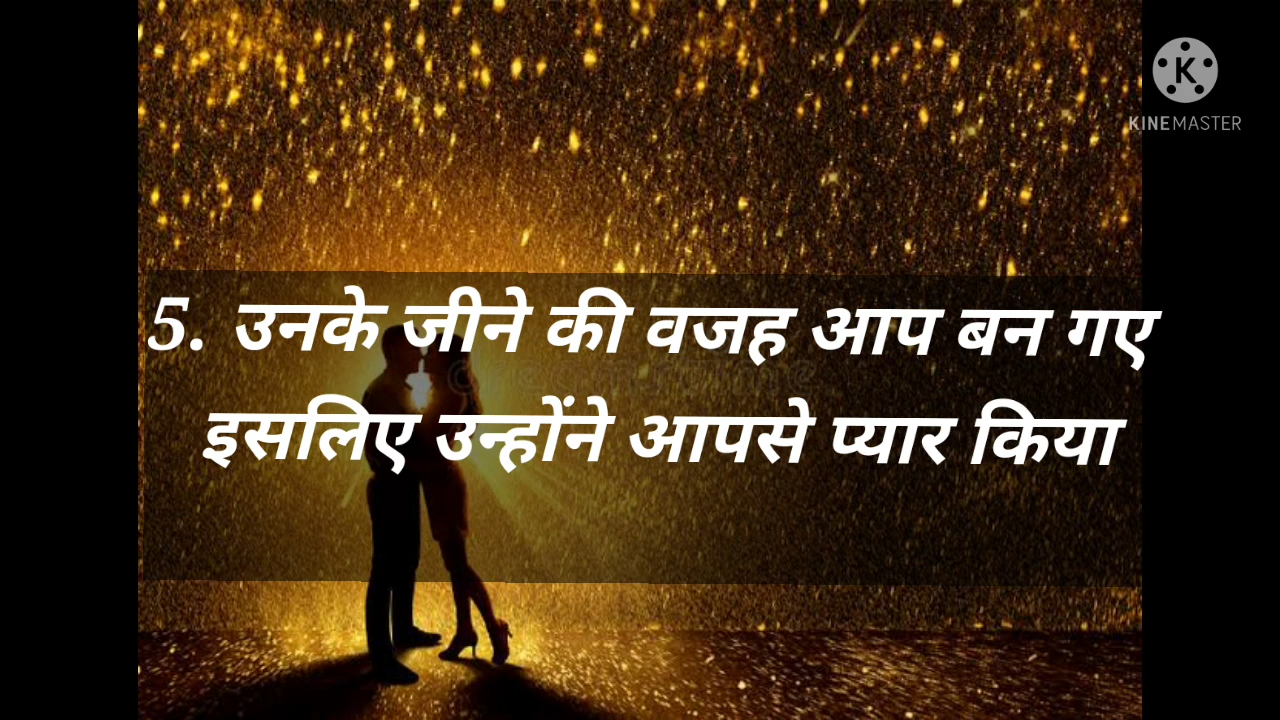 KINEMASTER
5. उनके जीने की वजह आप बन गए
इसलिए उन्होंने आपसे प्यार किया